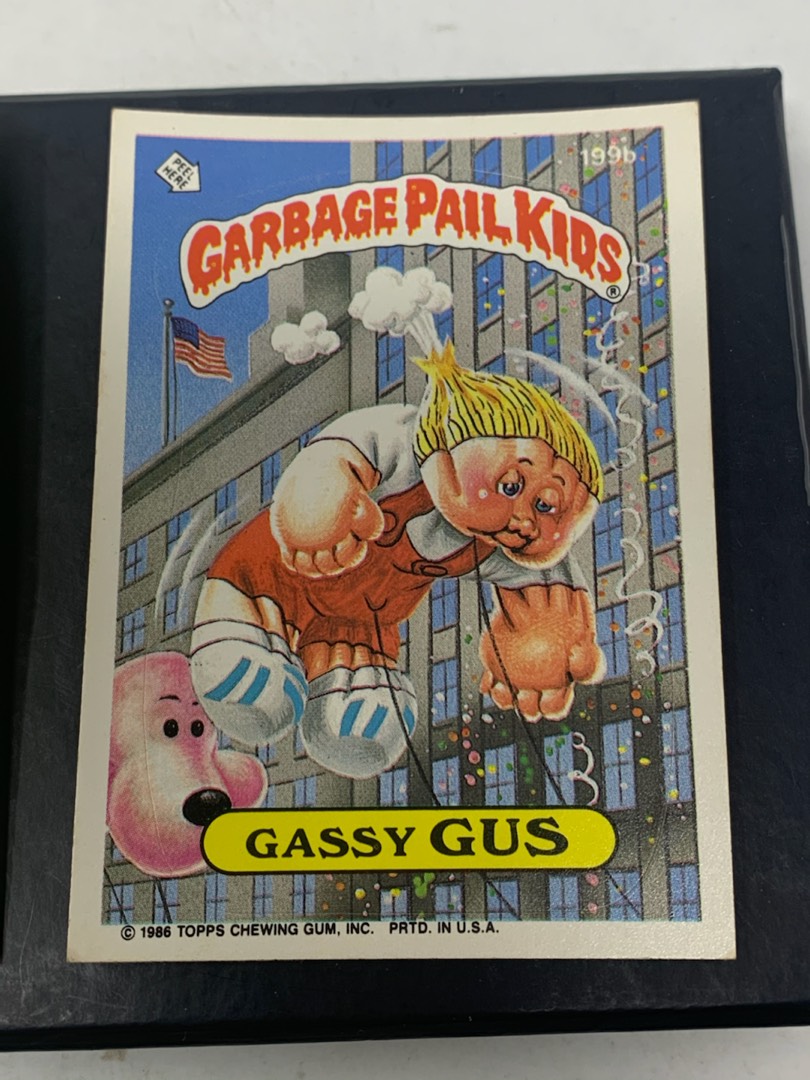 PEEL
HERE
199b
GARBAGE PAIL KIDS
®
GASSY GUS
© 1986 TOPPS CHEWING GUM, INC. PRTD. IN U.S.A.